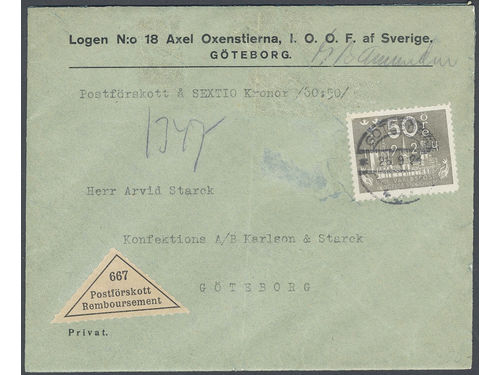 Logen N:o 18 Axel Oxenstierna, I. O. O. F. af Sverige.
GÖTEBORG.
Postförskott å SEXTIO Kronor /60:50/
50 öre
1347
Herr Arvid Starck
Konfektions A/B Karlson & Starck
GÖTEBORG
667
Postförskott
Remboursement
Privat.